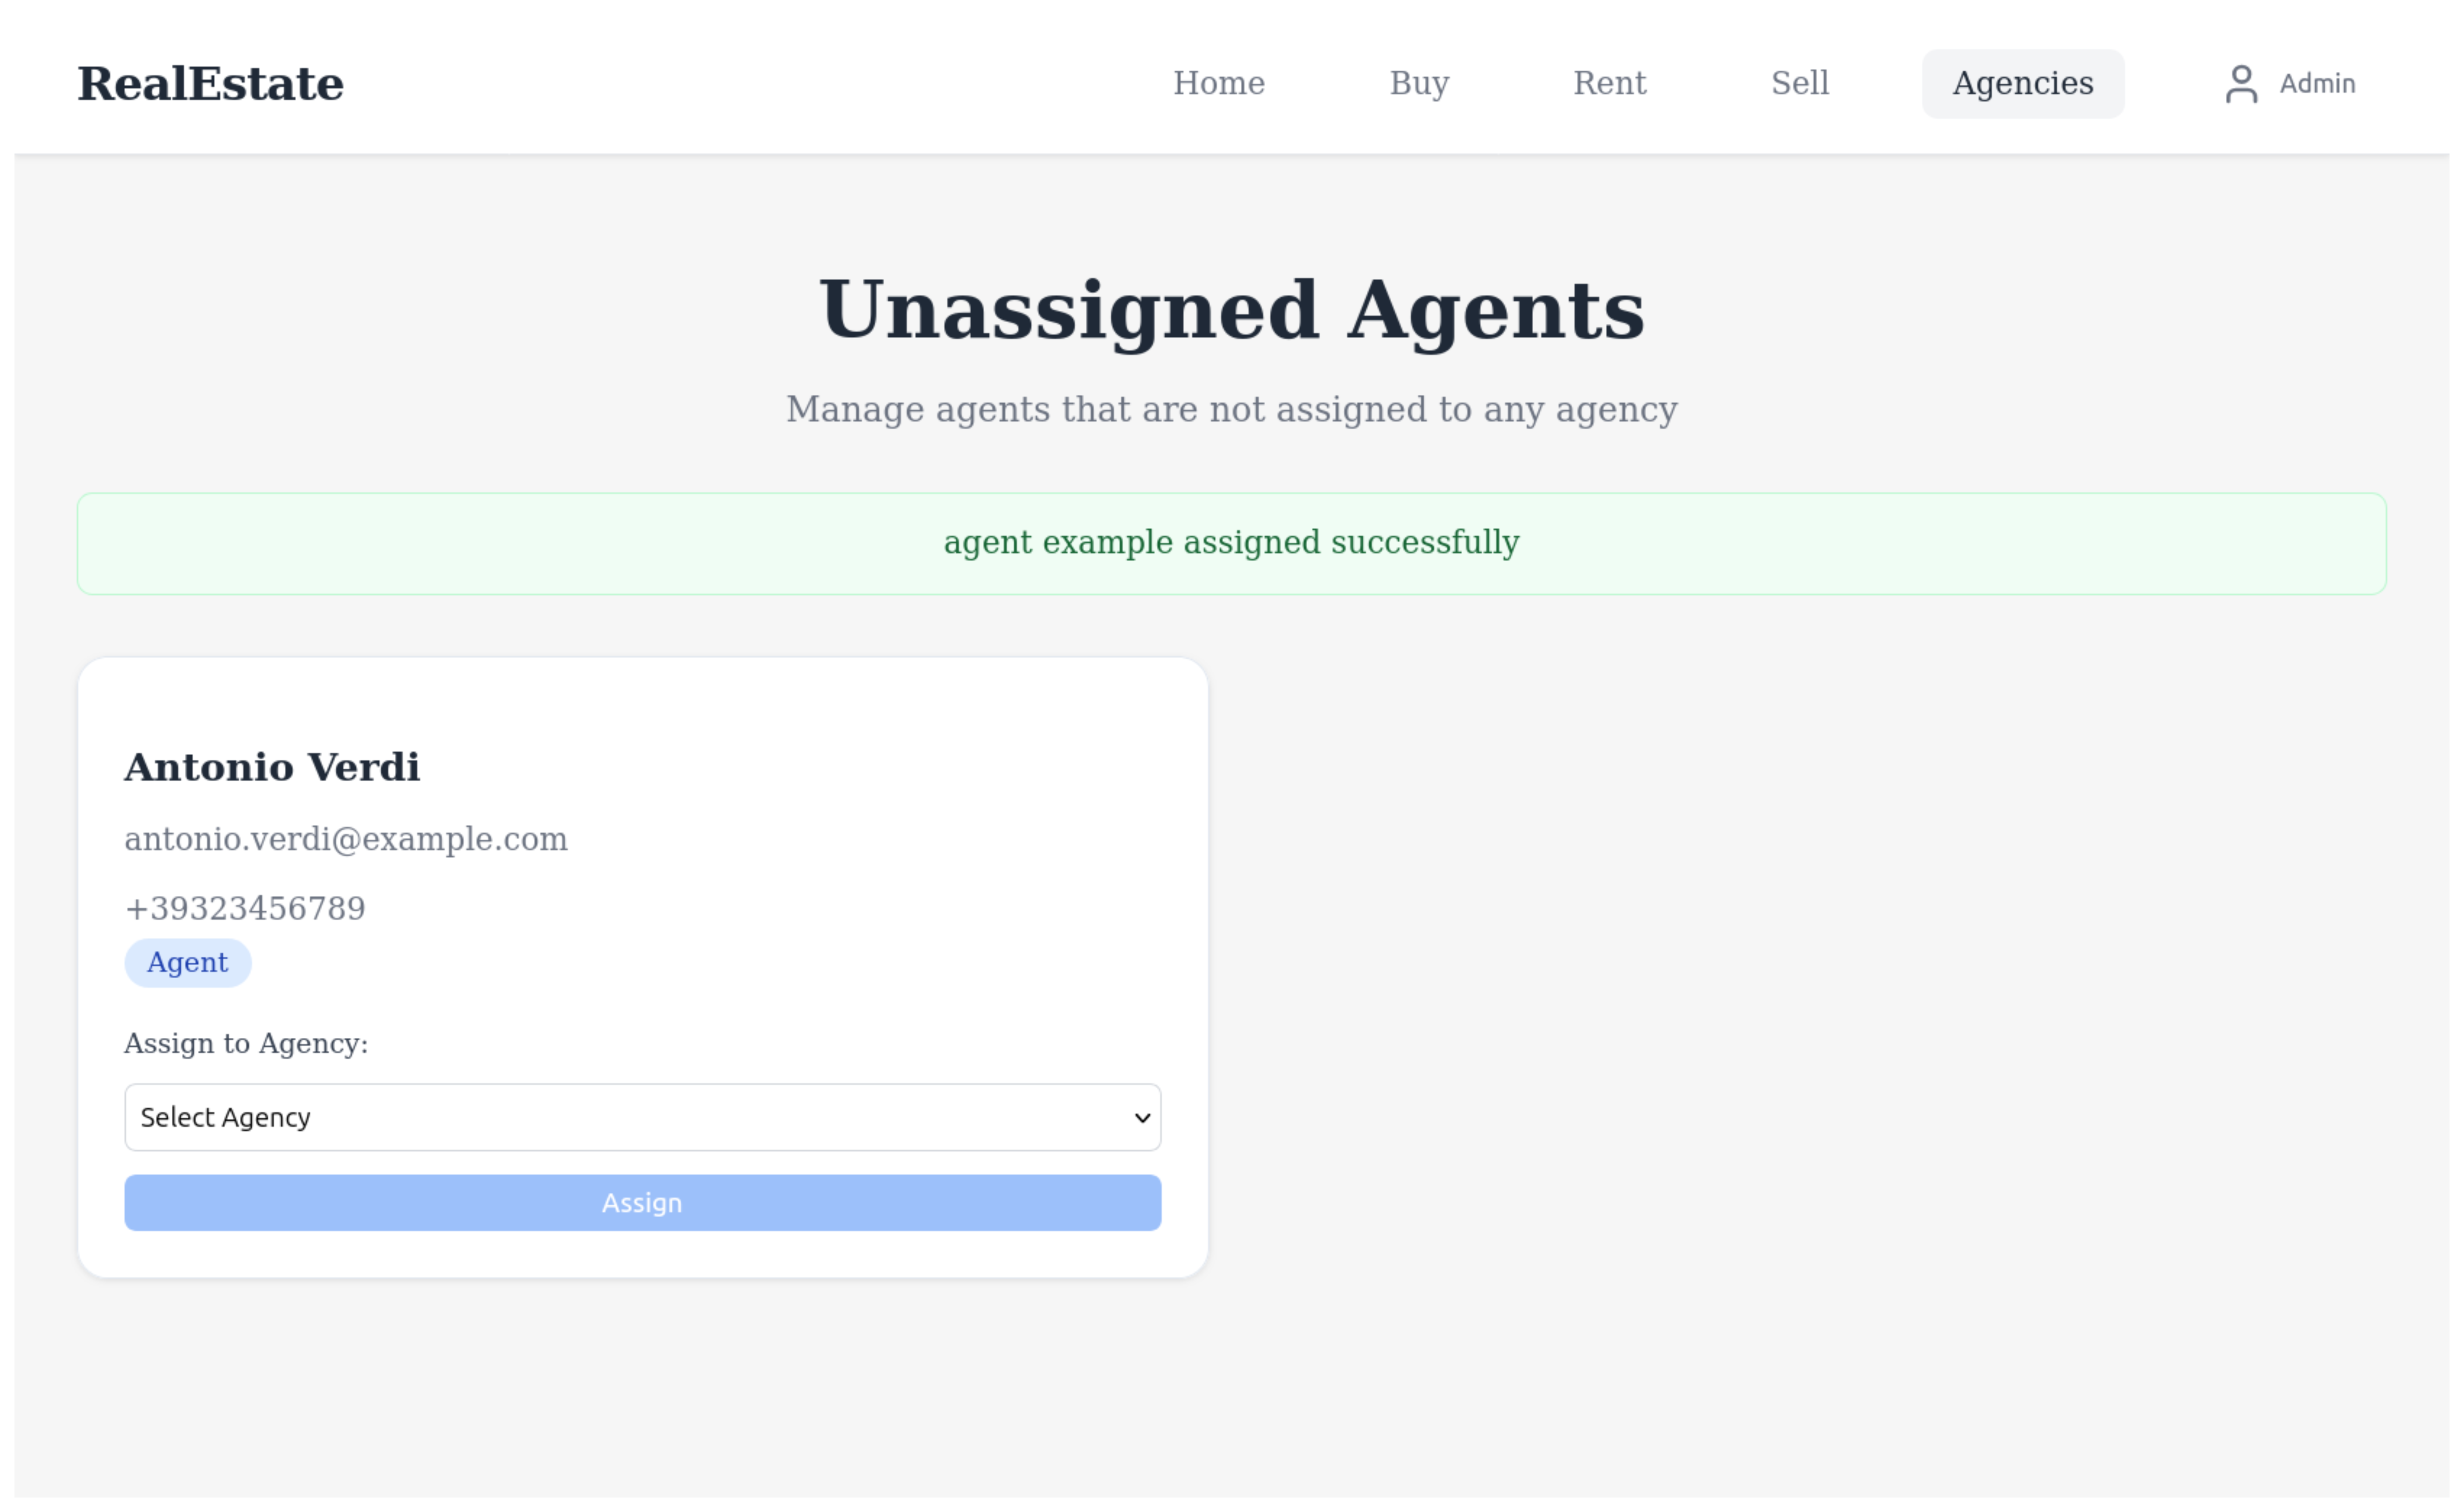 RealEstate
Home
Buy
Rent
Sell
Agencies
Admin
Unassigned Agents
Manage agents that are not assigned to any agency
agent example assigned successfully
Antonio Verdi
antonio.verdi@example.com
+39323456789
Agent
Assign to Agency:
Select Agency
Assign